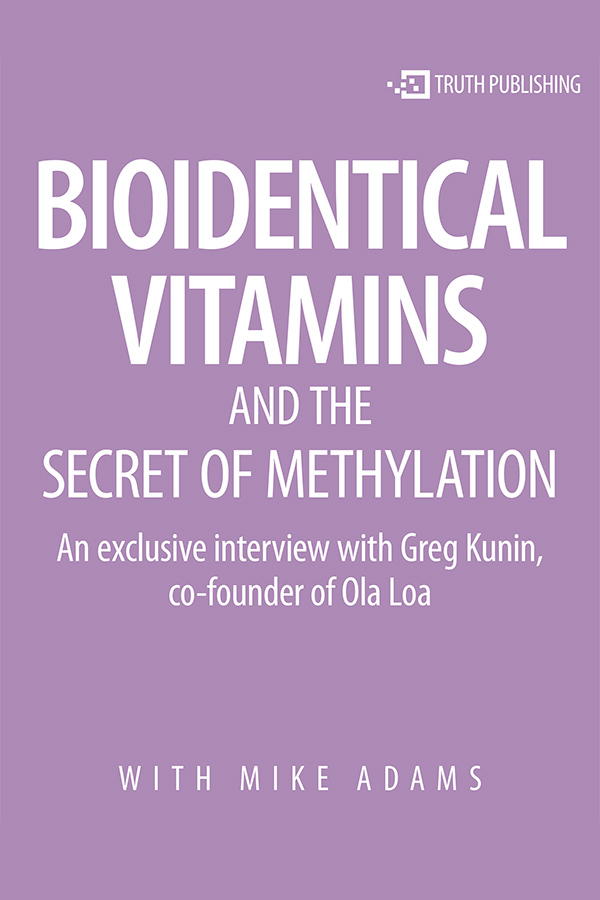 TRUTH PUBLISHING
BIOIDENTICAL
VITAMINS
AND THE
SECRET OF METHYLATION
An exclusive interview with Greg Kunin,
co-founder of Ola Loa
WITH MIKE ADAMS